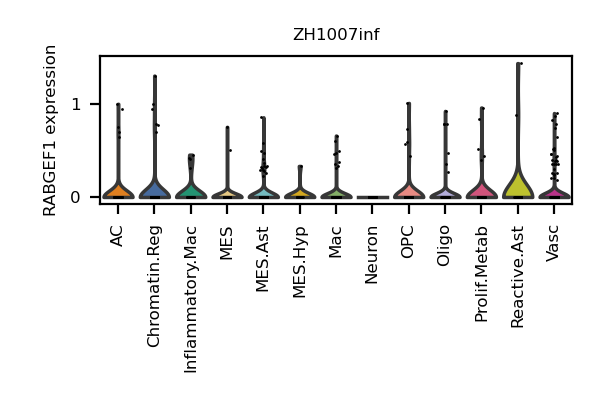 ZH1007inf
RABGEF1 expression
1
0
AC
Chromatin.Reg
Inflammatory.Mac
MES
MES.Ast
MES.Hyp
Mac
Neuron
OPC
Oligo
Prolif.Metab
Reactive.Ast
Vasc